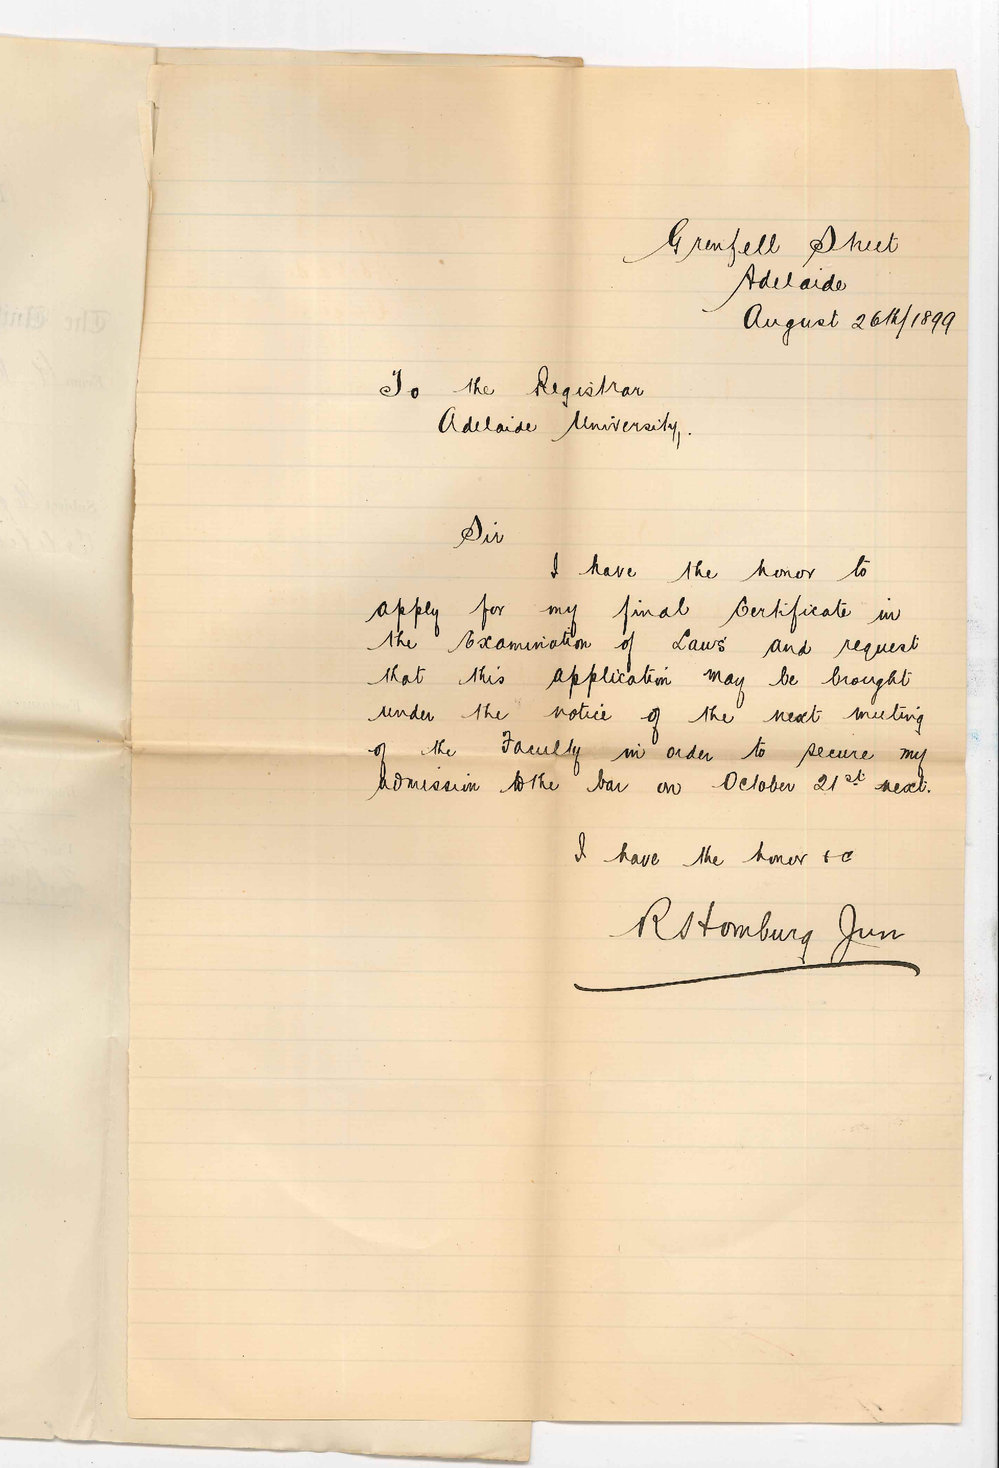 Grenfell Street
Adelaide
August 26th/1899
To the Registrar
Adelaide University,.
Sir
I have the honor to
apply for my final Certificate in
the Examination of Laws and request
that this application may be brought
under the notice of the next meeting
of the Faculty in order to secure my
admission to the bar on October 21st next.
I have the honor &c
R Homburg Jun
The Uni
From